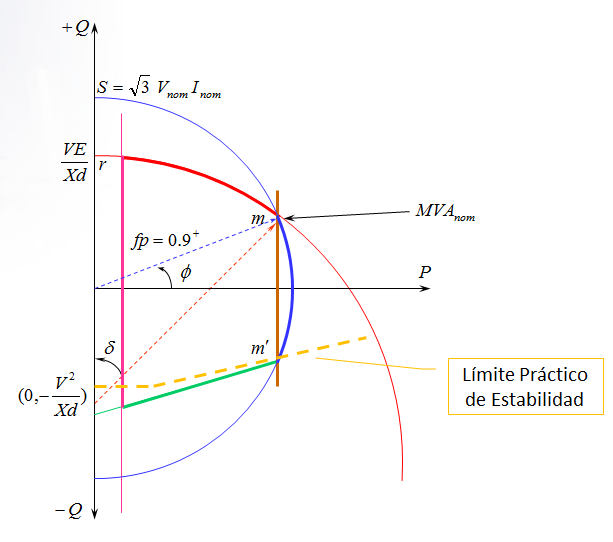 +Q
S = √3 V_nom I_nom
VE
Xd
r
m
MVA_nom
fp = 0.9⁺
ϕ
P
δ
m'
(0,-V²/Xd)
Límite Práctico
de Estabilidad
-Q